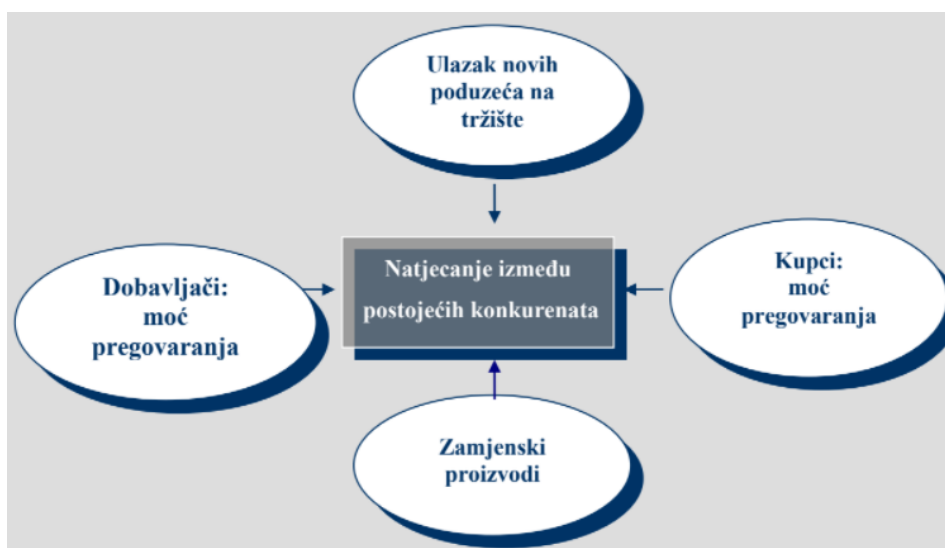 Ulazak novih
poduzeća na
tržište
Dobavljači:
moć
pregovaranja
Natjecanje između
postojećih konkurenata
Kupci:
moć
pregovaranja
Zamjenski
proizvodi